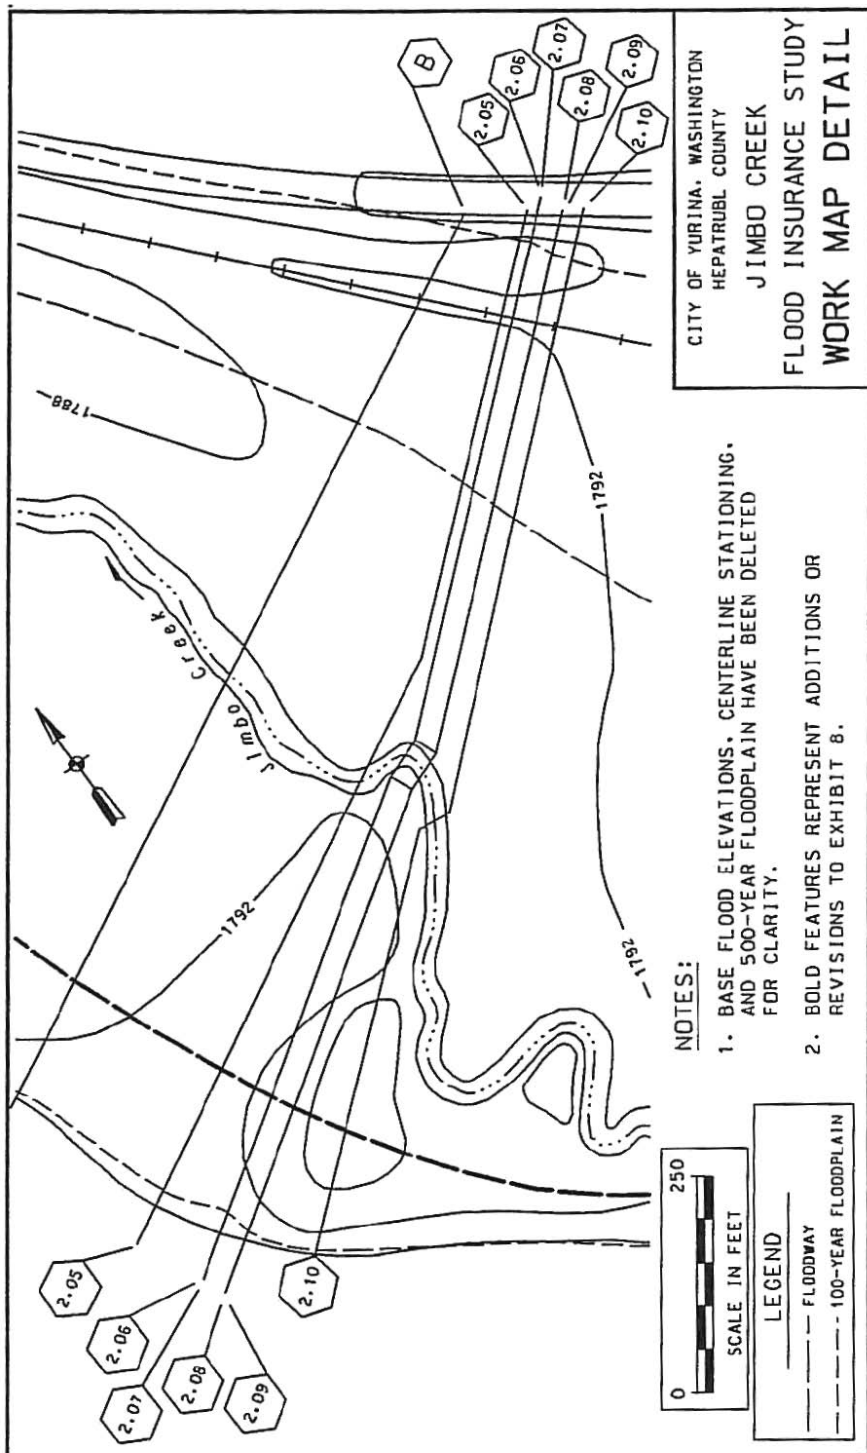 CITY OF YURINA, WASHINGTON
HEPATRUBL COUNTY
JIMBO CREEK
FLOOD INSURANCE STUDY
WORK MAP DETAIL
2.05
2.06
2.07
2.08
2.09
2.10
B
2.05
2.06
2.07
2.08
2.09
2.10
1788
1792
1792
1792
Jimbo Creek
NOTES:
1. BASE FLOOD ELEVATIONS, CENTERLINE STATIONING,
AND 500-YEAR FLOODPLAIN HAVE BEEN DELETED
FOR CLARITY.
2. BOLD FEATURES REPRESENT ADDITIONS OR
REVISIONS TO EXHIBIT 8.
0 250
SCALE IN FEET
LEGEND
FLOODWAY
100-YEAR FLOODPLAIN